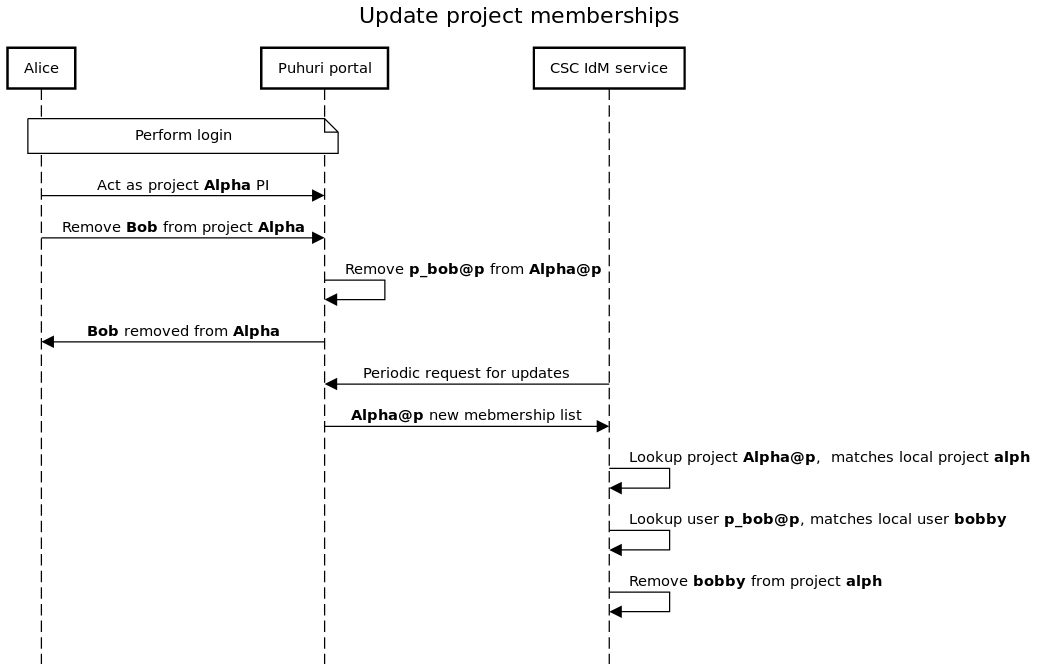 Update project memberships
Alice
Puhuri portal
CSC IdM service
Perform login
Act as project Alpha PI
Remove Bob from project Alpha
Remove p_bob@p from Alpha@p
Bob removed from Alpha
Periodic request for updates
Alpha@p new mebmership list
Lookup project Alpha@p,  matches local project alph
Lookup user p_bob@p, matches local user bobby
Remove bobby from project alph